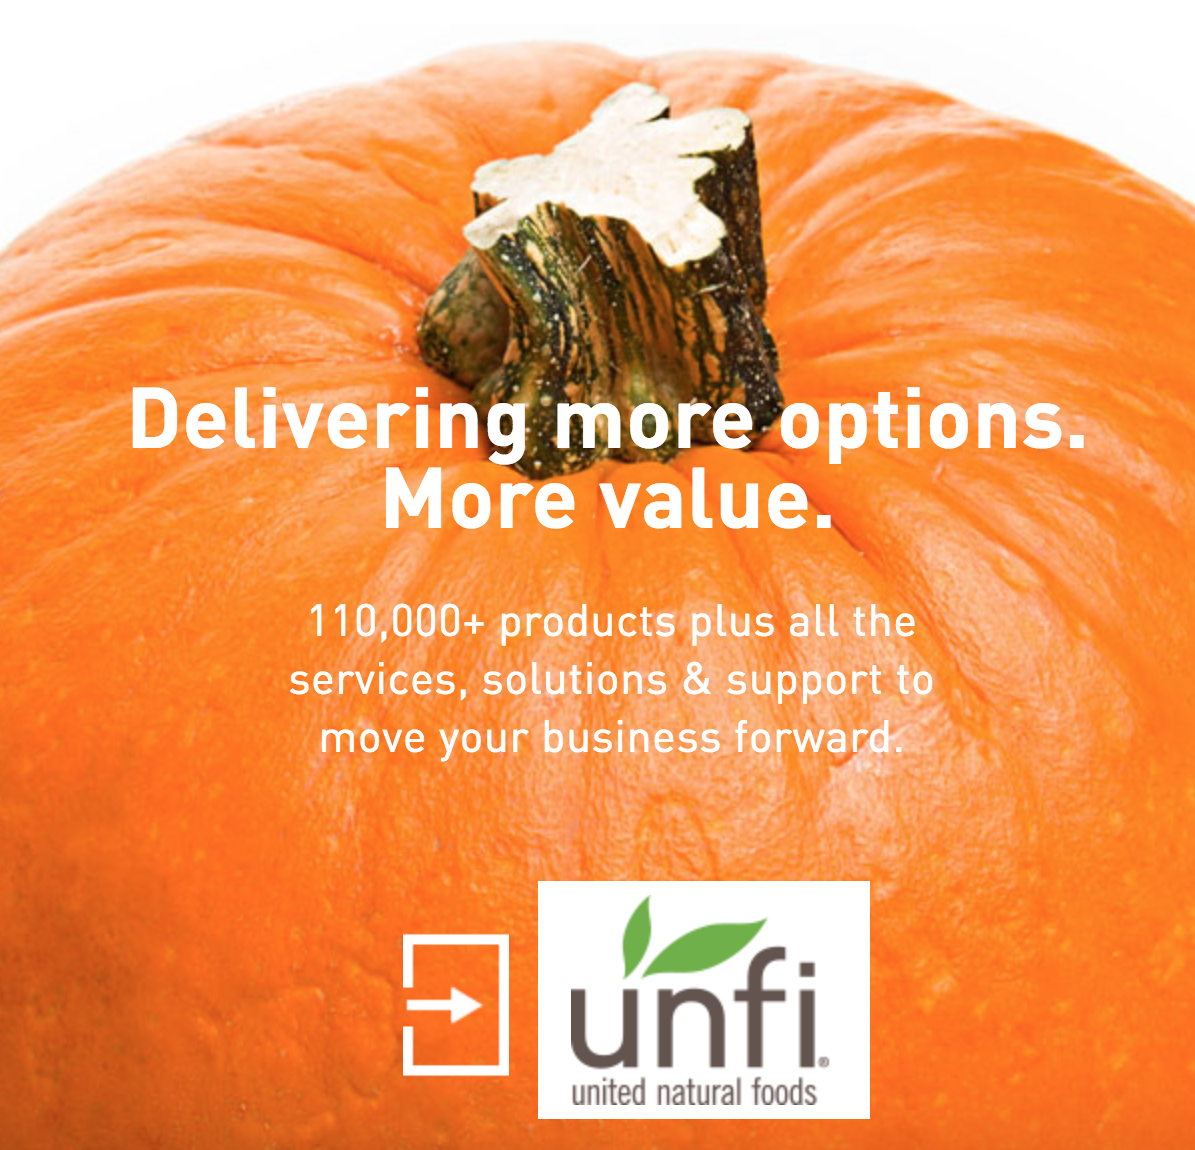 Delivering more options.
More value.
110,000+ products plus all the
services, solutions & support to
move your business forward.
unfi®
united natural foods